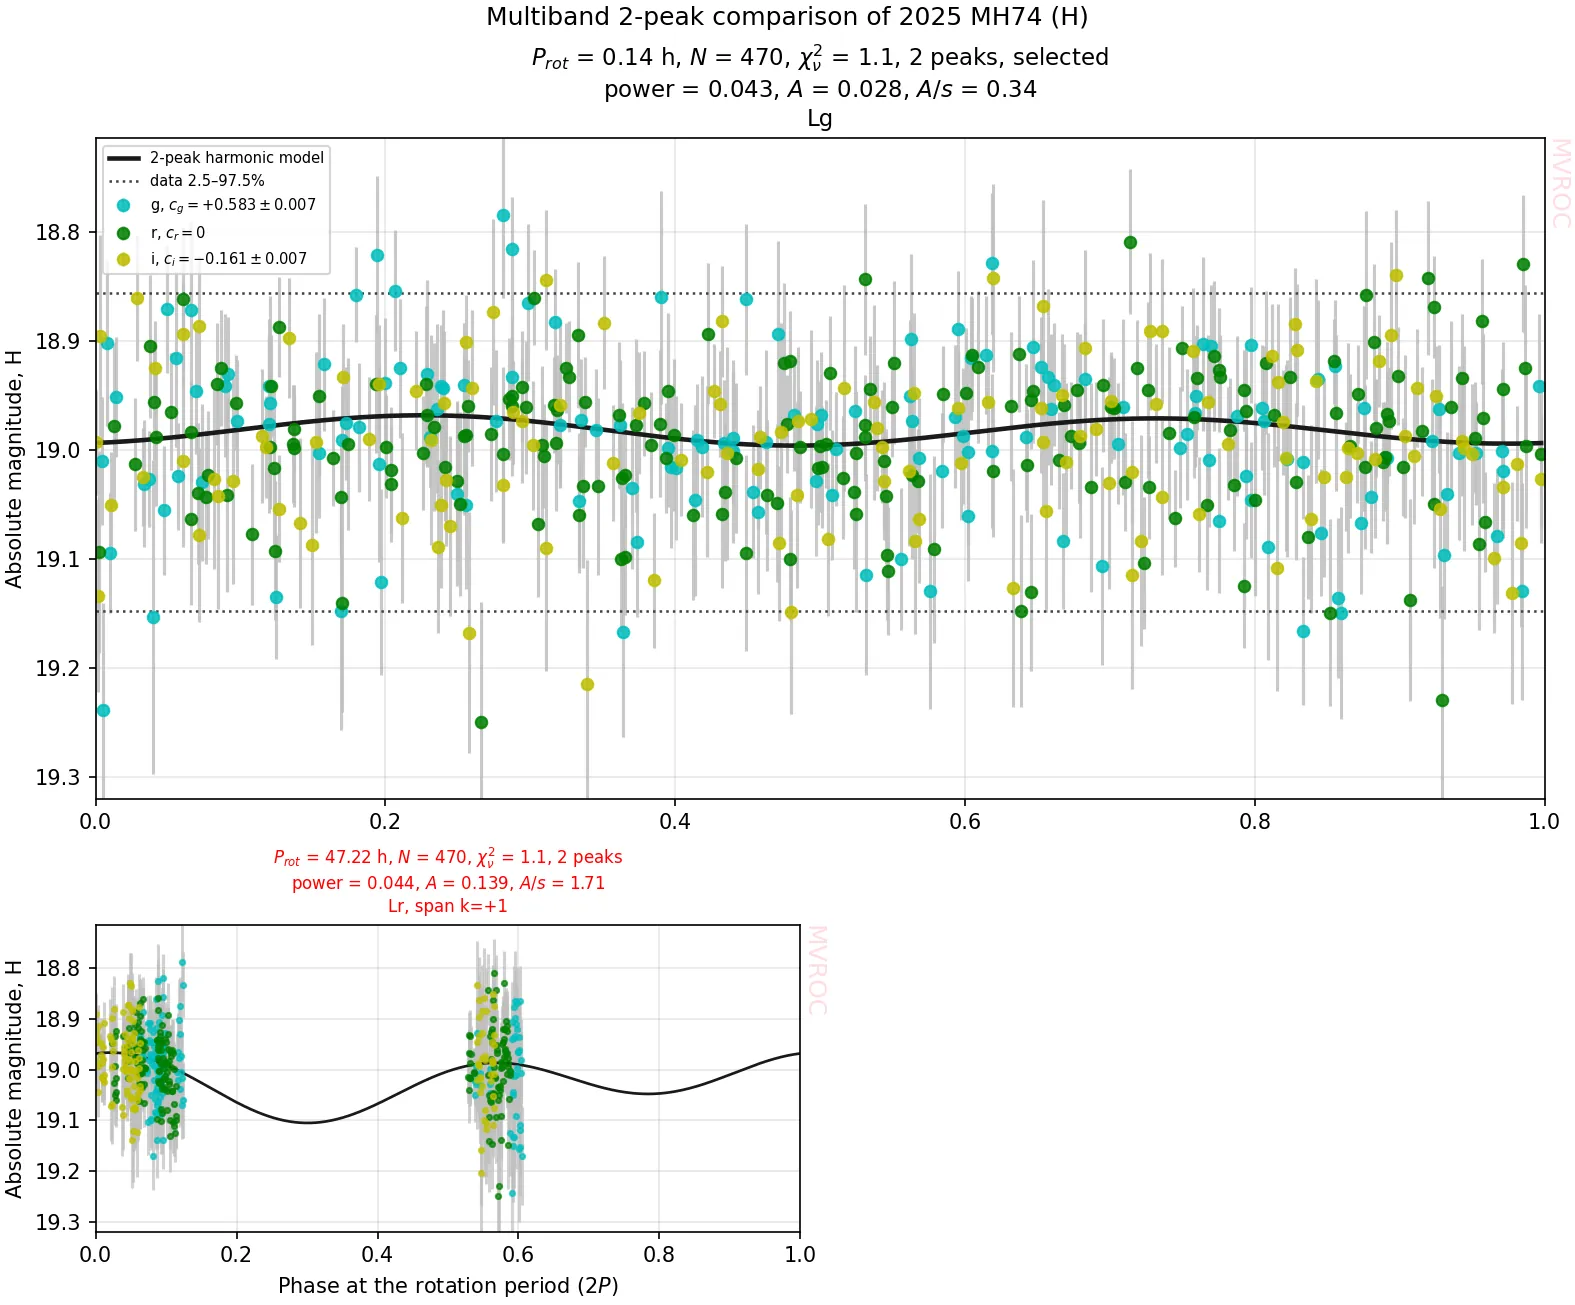 Multiband 2-peak comparison of 2025 MH74 (H)
P_rot = 0.14 h, N = 470, χ²_ν = 1.1, 2 peaks, selected
power = 0.043, A = 0.028, A/s = 0.34
Lg
MVROC
2-peak harmonic model
data 2.5–97.5%
g, c_g = +0.583 ± 0.007
r, c_r = 0
i, c_i = −0.161 ± 0.007
Absolute magnitude, H
18.8
18.9
19.0
19.1
19.2
19.3
0.0 0.2 0.4 0.6 0.8 1.0
P_rot = 47.22 h, N = 470, χ²_ν = 1.1, 2 peaks
power = 0.044, A = 0.139, A/s = 1.71
Lr, span k=+1
MVROC
Absolute magnitude, H
18.8
18.9
19.0
19.1
19.2
19.3
0.0 0.2 0.4 0.6 0.8 1.0
Phase at the rotation period (2P)